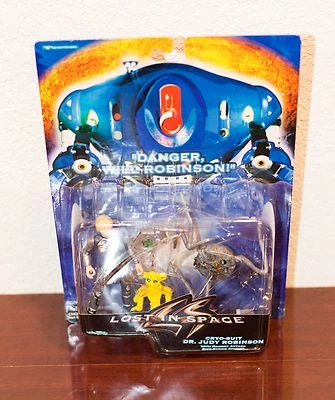 "DANGER,
WILL ROBINSON!"
LOST IN SPACE
CRYO-SUIT
DR. JUDY ROBINSON